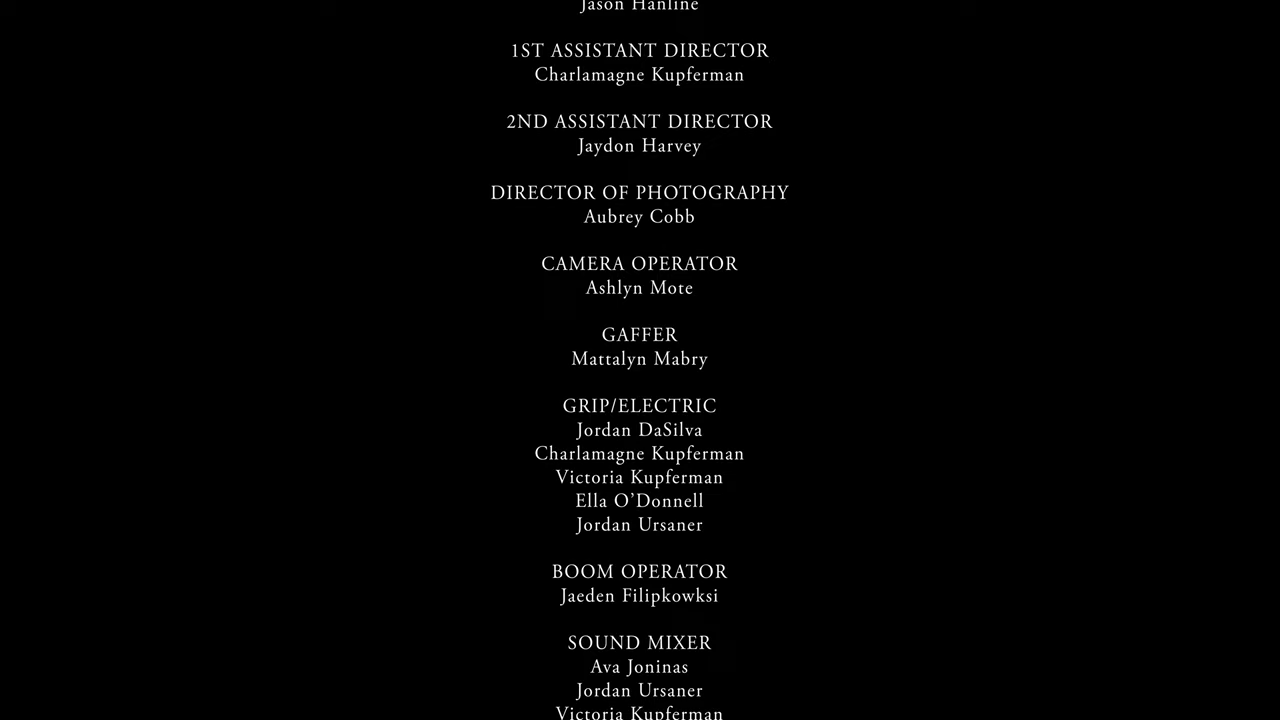 Jason Hanline
1ST ASSISTANT DIRECTOR
Charlamagne Kupferman
2ND ASSISTANT DIRECTOR
Jaydon Harvey
DIRECTOR OF PHOTOGRAPHY
Aubrey Cobb
CAMERA OPERATOR
Ashlyn Mote
GAFFER
Mattalyn Mabry
GRIP/ELECTRIC
Jordan DaSilva
Charlamagne Kupferman
Victoria Kupferman
Ella O’Donnell
Jordan Ursaner
BOOM OPERATOR
Jaeden Filipkowksi
SOUND MIXER
Ava Joninas
Jordan Ursaner
Victoria Kupferman